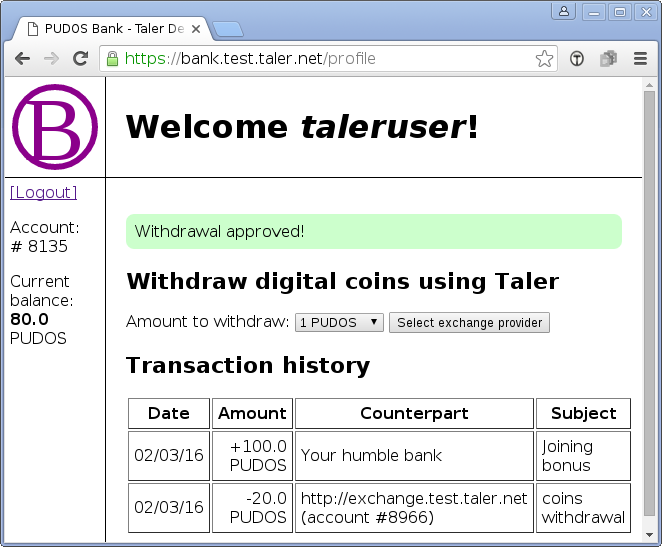 PUDOS Bank - Taler De
https://bank.test.taler.net/profile
B
Welcome taleruser!
[Logout]
Account:
# 8135
Current
balance:
80.0
PUDOS
Withdrawal approved!
Withdraw digital coins using Taler
Amount to withdraw: 1 PUDOS Select exchange provider
Transaction history
Date Amount Counterpart Subject
02/03/16 +100.0 PUDOS Your humble bank Joining bonus
02/03/16 -20.0 PUDOS http://exchange.test.taler.net (account #8966) coins withdrawal